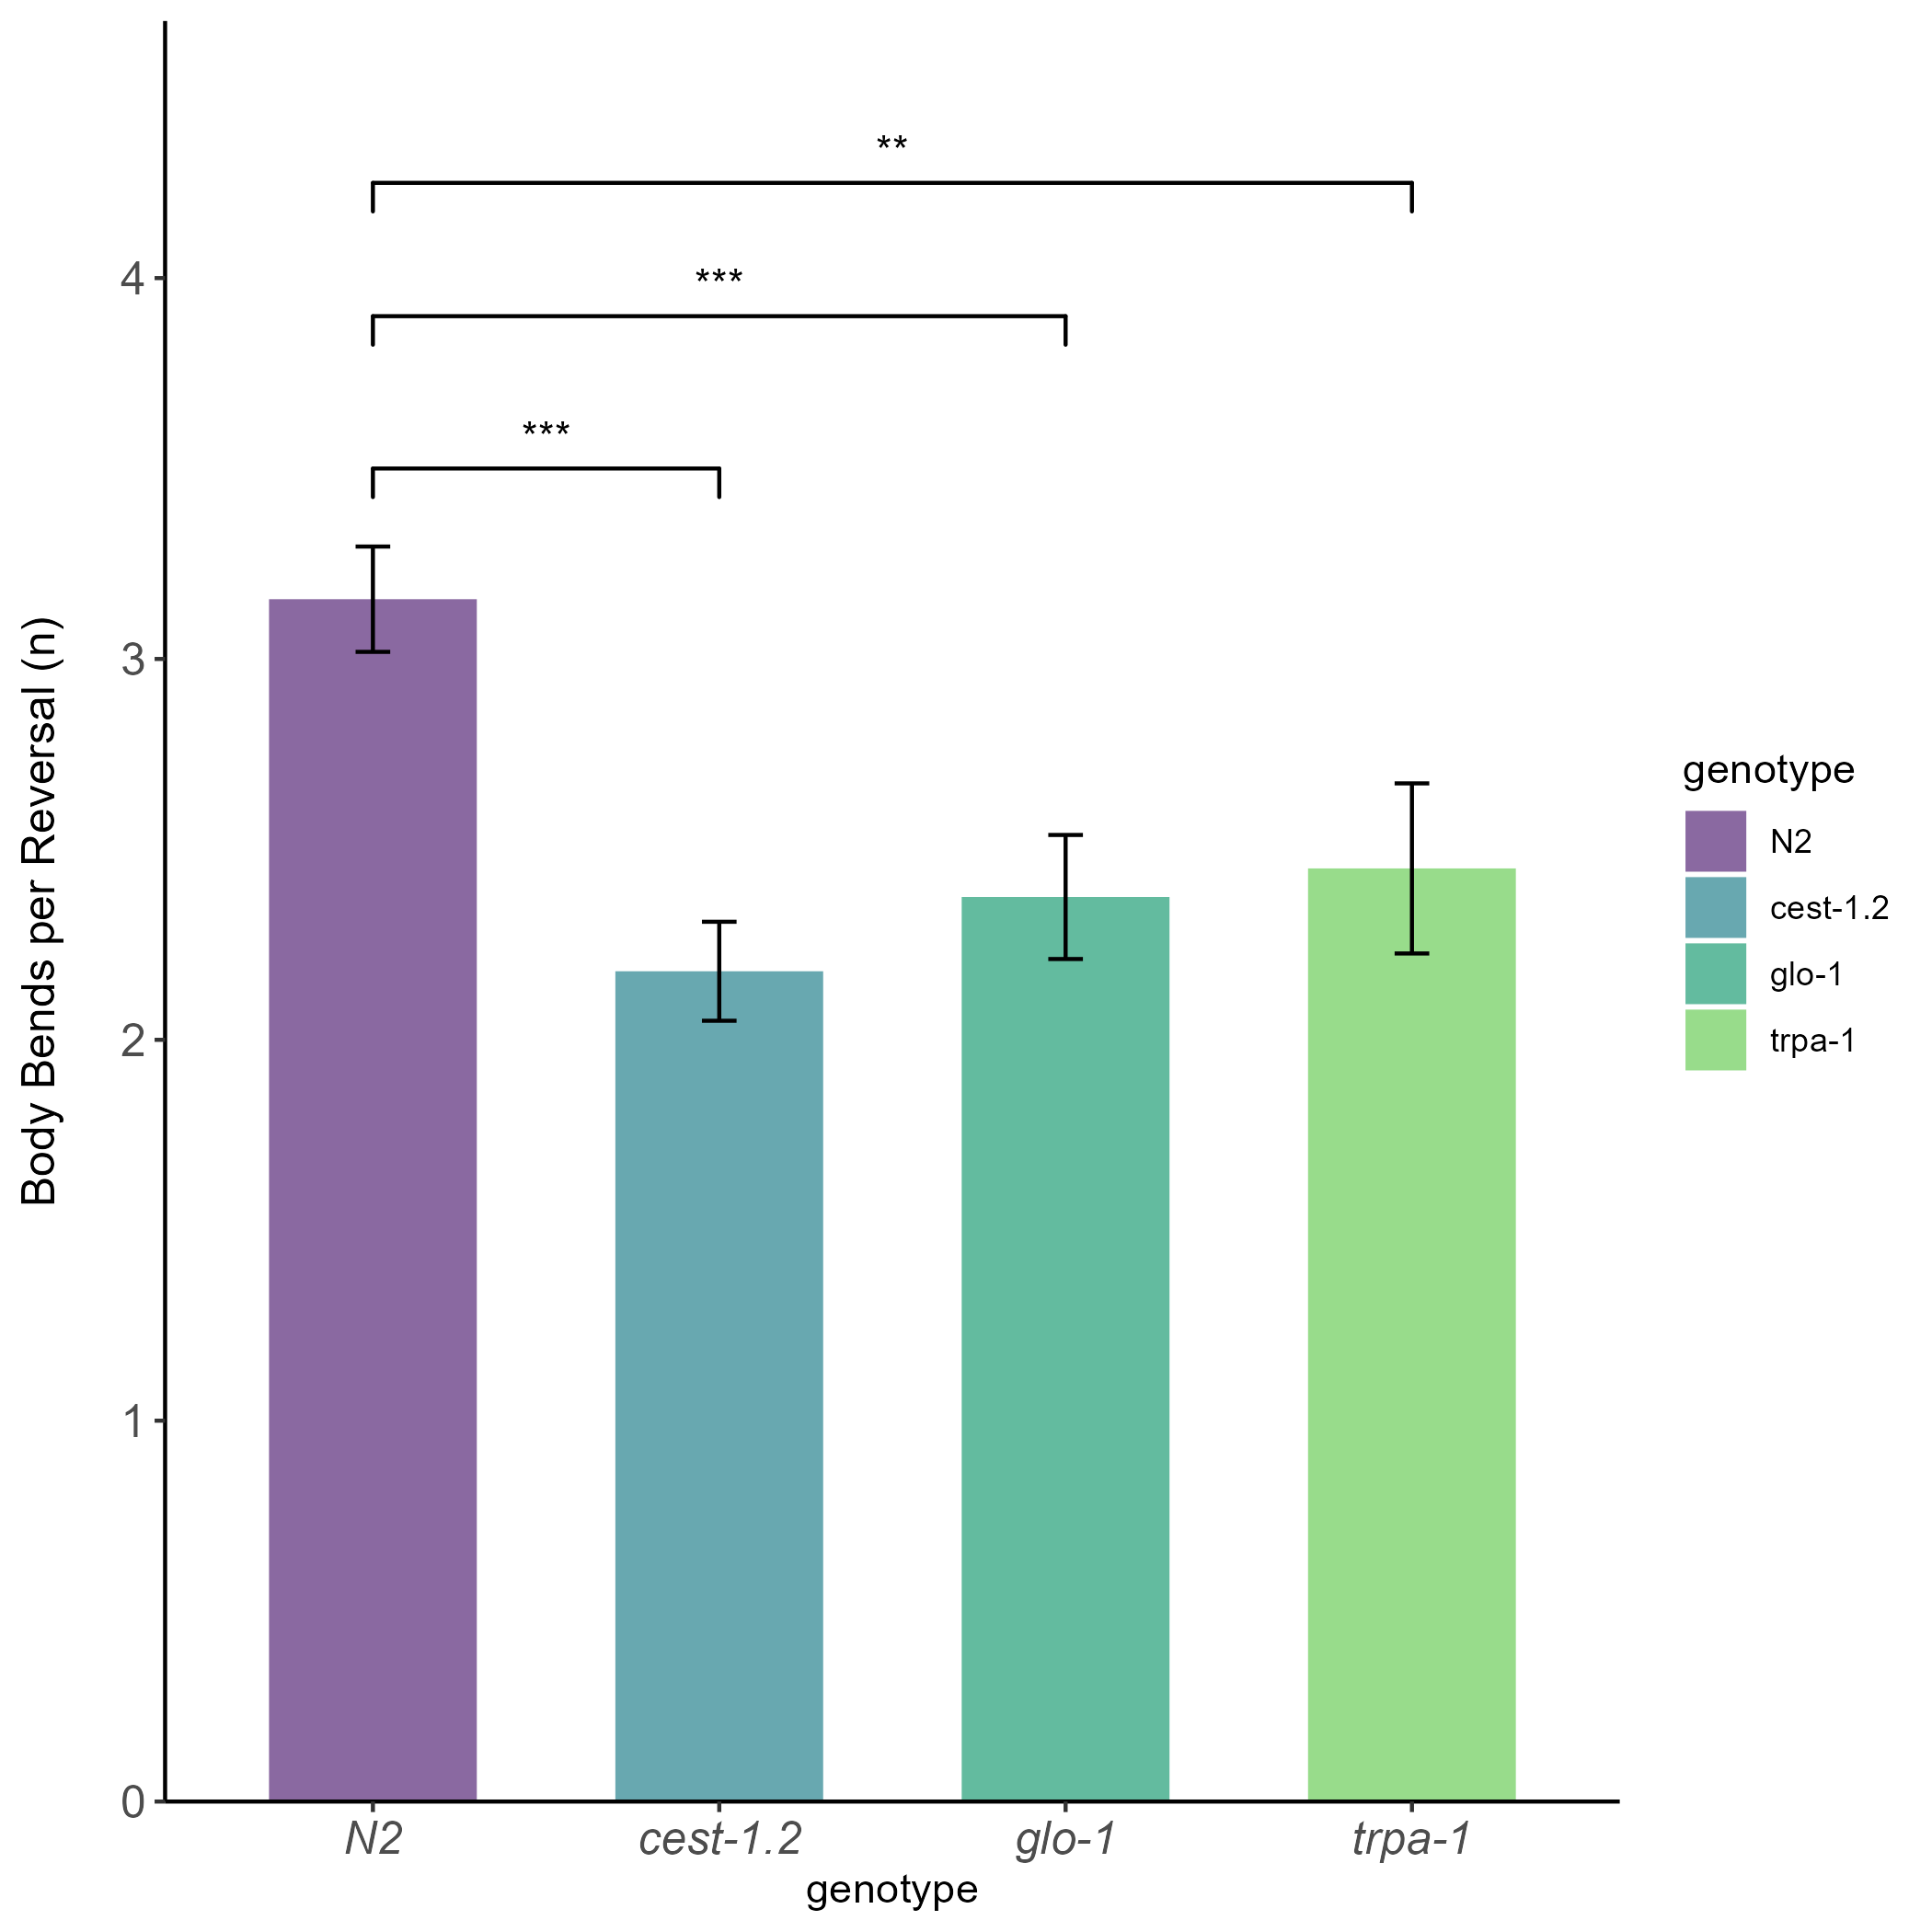 **
***
***
4
3
2
1
0
Body Bends per Reversal (n)
N2
cest-1.2
glo-1
trpa-1
genotype
genotype
N2
cest-1.2
glo-1
trpa-1